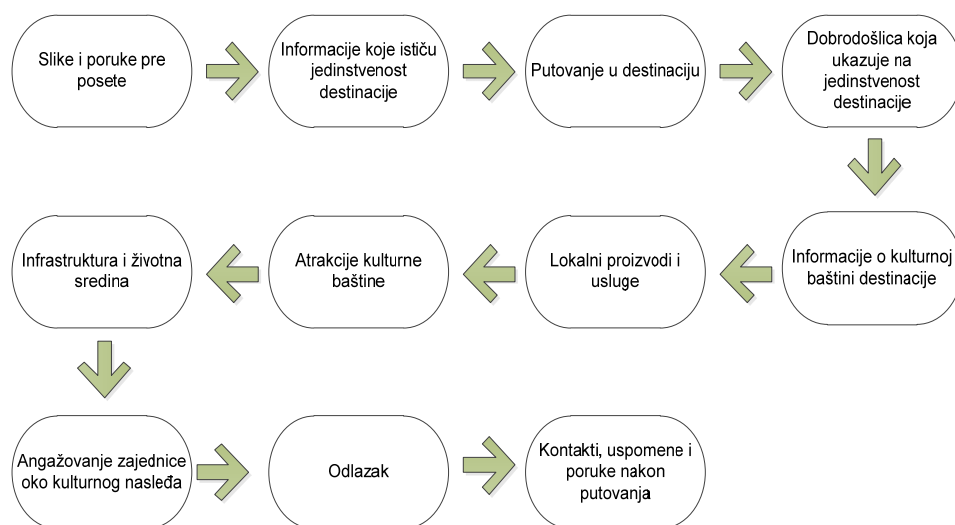 Slike i poruke pre
posete
Informacije koje ističu
jedinstvenost
destinacije
Putovanje u destinaciju
Dobrodošlica koja
ukazuje na
jedinstvenost
destinacije
Informacije o kulturnoj
baštini destinacije
Lokalni proizvodi i
usluge
Atrakcije kulturne
baštine
Infrastruktura i životna
sredina
Angažovanje zajednice
oko kulturnog nasleđa
Odlazak
Kontakti, uspomene i
poruke nakon
putovanja